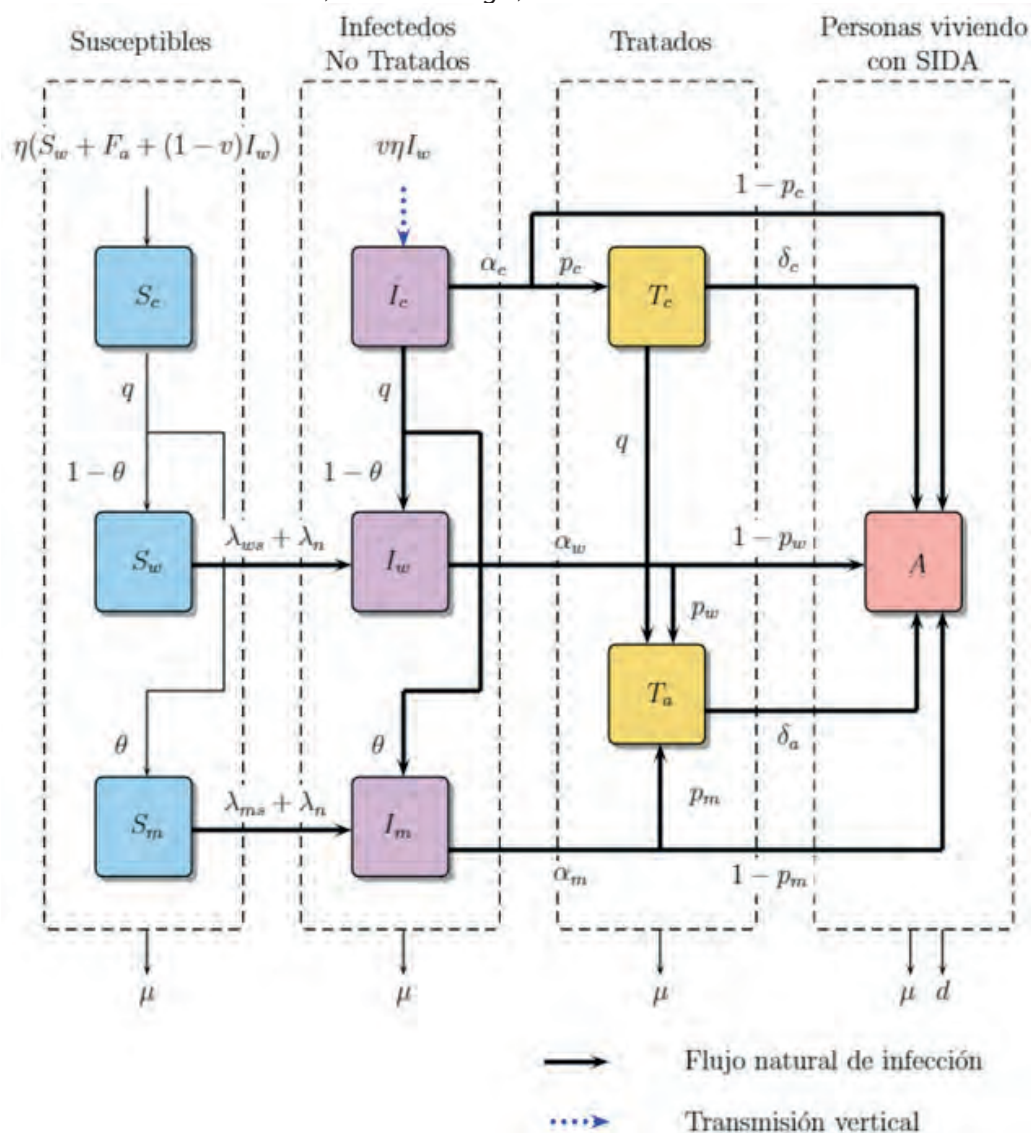 Susceptibles
Infectedos
No Tratados
Tratados
Personas viviendo
con SIDA
η(S_w + F_a + (1 − v)I_w)
vηI_w
1 − p_c
S_c
I_c
α_c
p_c
T_c
δ_c
q
q
q
1 − θ
1 − θ
S_w
λ_ws + λ_n
I_w
α_w
1 − p_w
A
p_w
T_a
δ_a
θ
θ
p_m
S_m
λ_ms + λ_n
I_m
α_m
1 − p_m
μ
μ
μ
μ d
Flujo natural de infección
Transmisión vertical